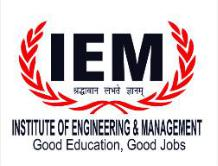 IEM
श्रद्धावान लभते ज्ञानम्
INSTITUTE OF ENGINEERING & MANAGEMENT
Good Education, Good Jobs